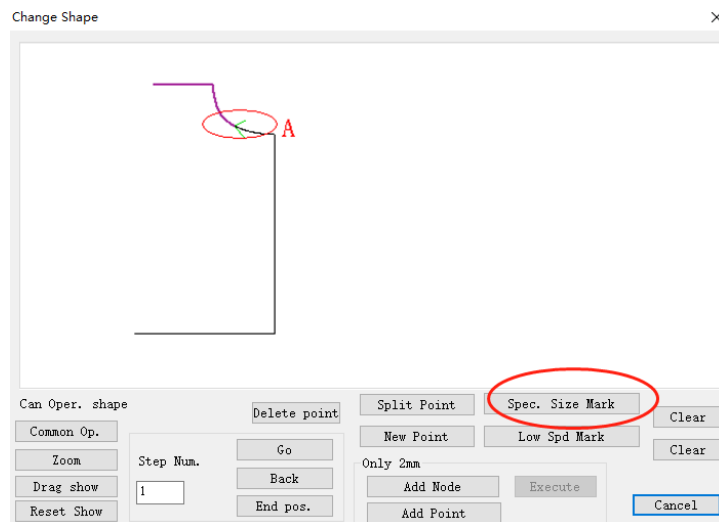 Change Shape
A
Can Oper. shape
Common Op.
Zoom
Drag show
Reset Show
Delete point
Step Num.
1
Go
Back
End pos.
Split Point
Spec. Size Mark
Clear
New Point
Low Spd Mark
Clear
Only 2mm
Add Node
Execute
Add Point
Cancel